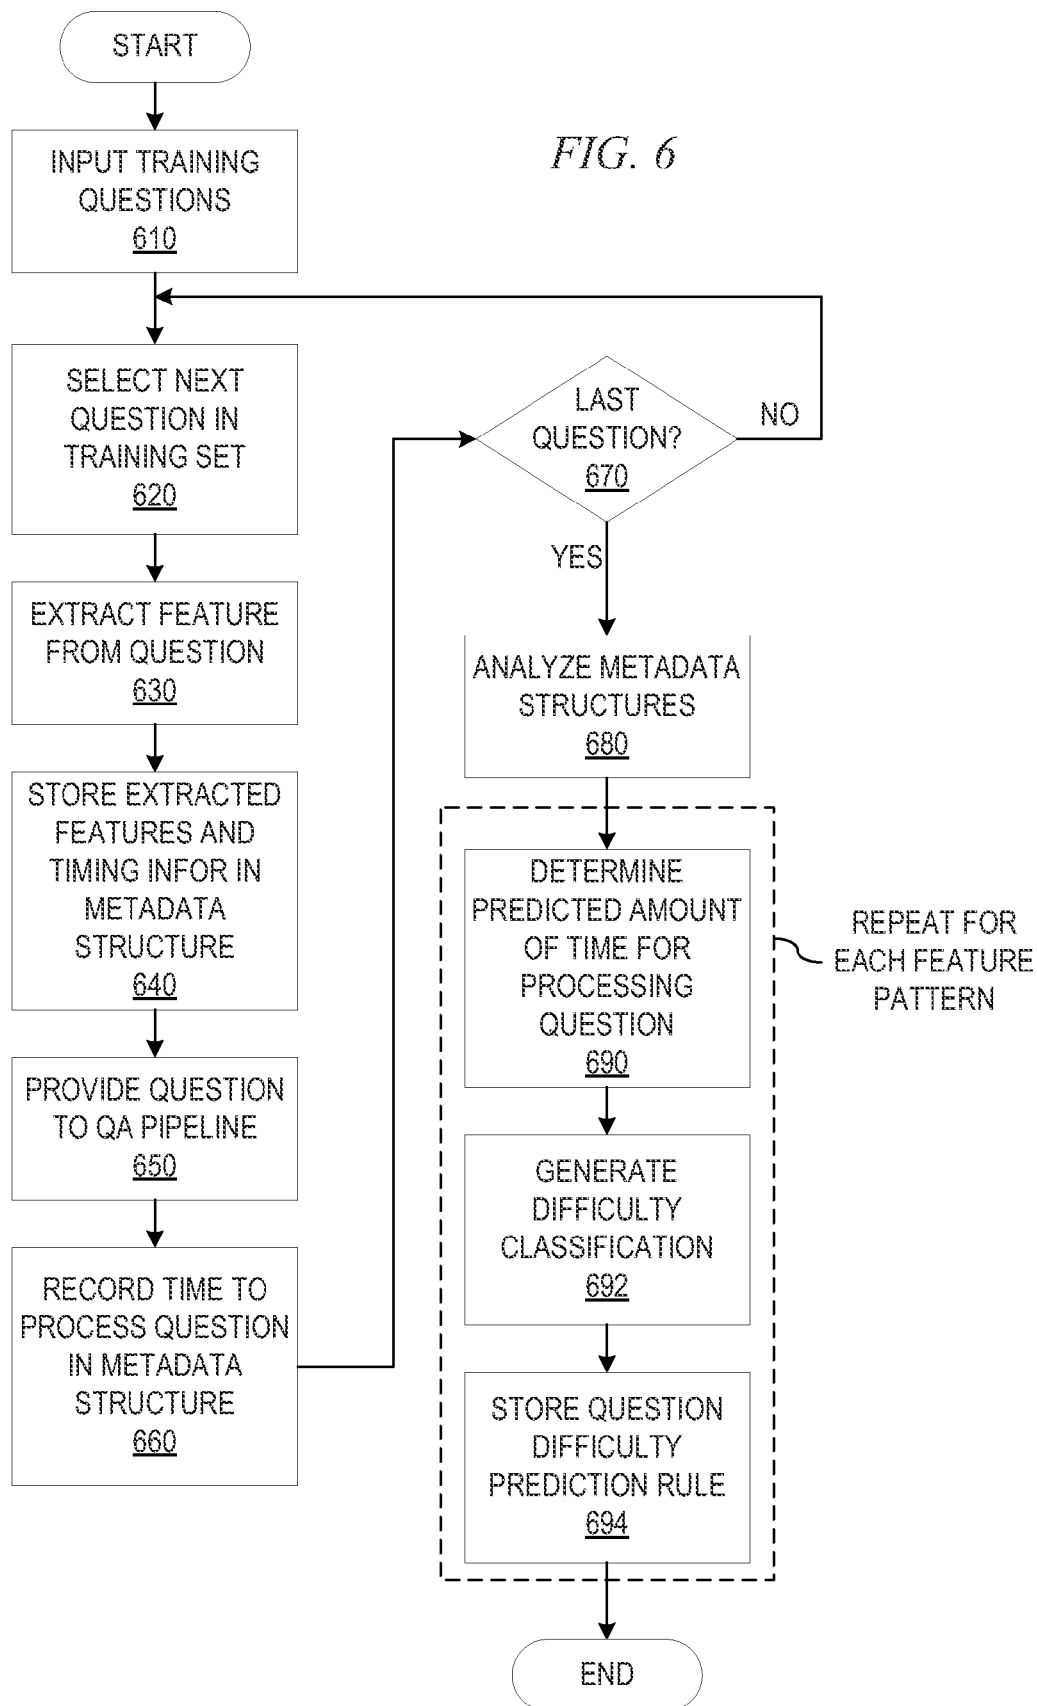 START
FIG. 6
INPUT TRAINING
QUESTIONS
610
SELECT NEXT
QUESTION IN
TRAINING SET
620
EXTRACT FEATURE
FROM QUESTION
630
STORE EXTRACTED
FEATURES AND
TIMING INFOR IN
METADATA
STRUCTURE
640
PROVIDE QUESTION
TO QA PIPELINE
650
RECORD TIME TO
PROCESS QUESTION
IN METADATA
STRUCTURE
660
LAST
QUESTION?
670
NO
YES
ANALYZE METADATA
STRUCTURES
680
DETERMINE
PREDICTED AMOUNT
OF TIME FOR
PROCESSING
QUESTION
690
REPEAT FOR
EACH FEATURE
PATTERN
GENERATE
DIFFICULTY
CLASSIFICATION
692
STORE QUESTION
DIFFICULTY
PREDICTION RULE
694
END